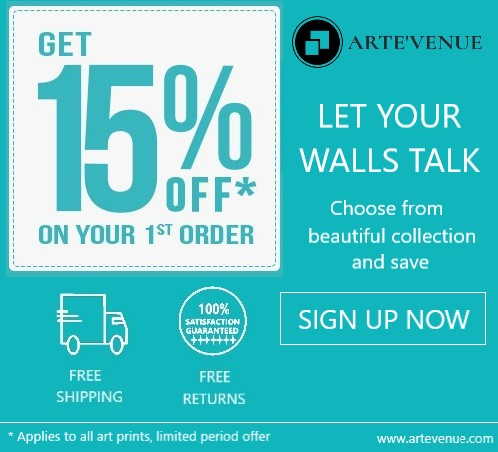 GET
15%
OFF*
ON YOUR 1ST ORDER
ARTE'VENUE
LET YOUR
WALLS TALK
Choose from
beautiful collection
and save
SIGN UP NOW
FREE
SHIPPING
100%
SATISFACTION
GUARANTEED
FREE
RETURNS
* Applies to all art prints, limited period offer
www.artevenue.com